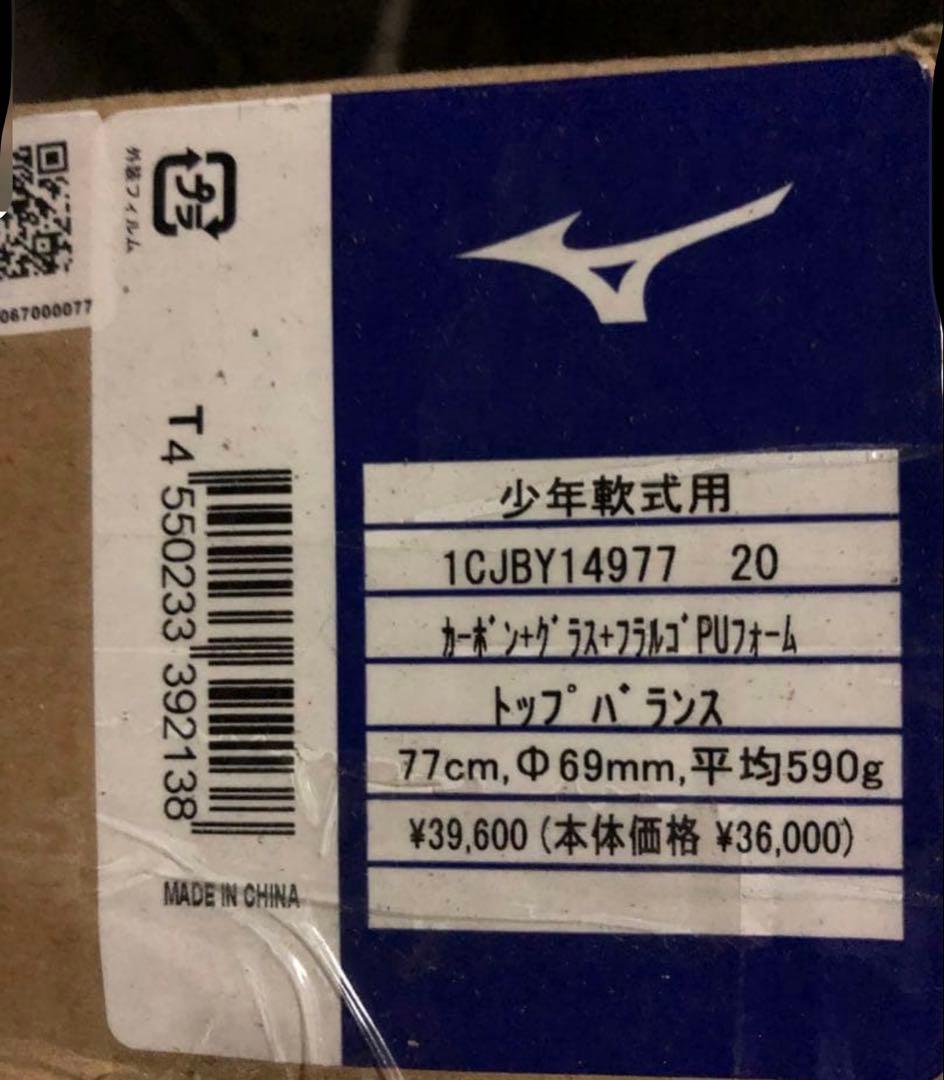 067000077
外装フィルム
プラ
T4 550233 392138
MADE IN CHINA
少年軟式用
1CJBY14977 20
ｶｰﾎﾞﾝ+ｸﾞﾗｽ+ﾌﾗﾙｺﾞPUﾌｫｰﾑ
ﾄｯﾌﾟﾊﾞﾗﾝｽ
77cm,Φ69mm,平均590g
¥39,600 (本体価格 ¥36,000)